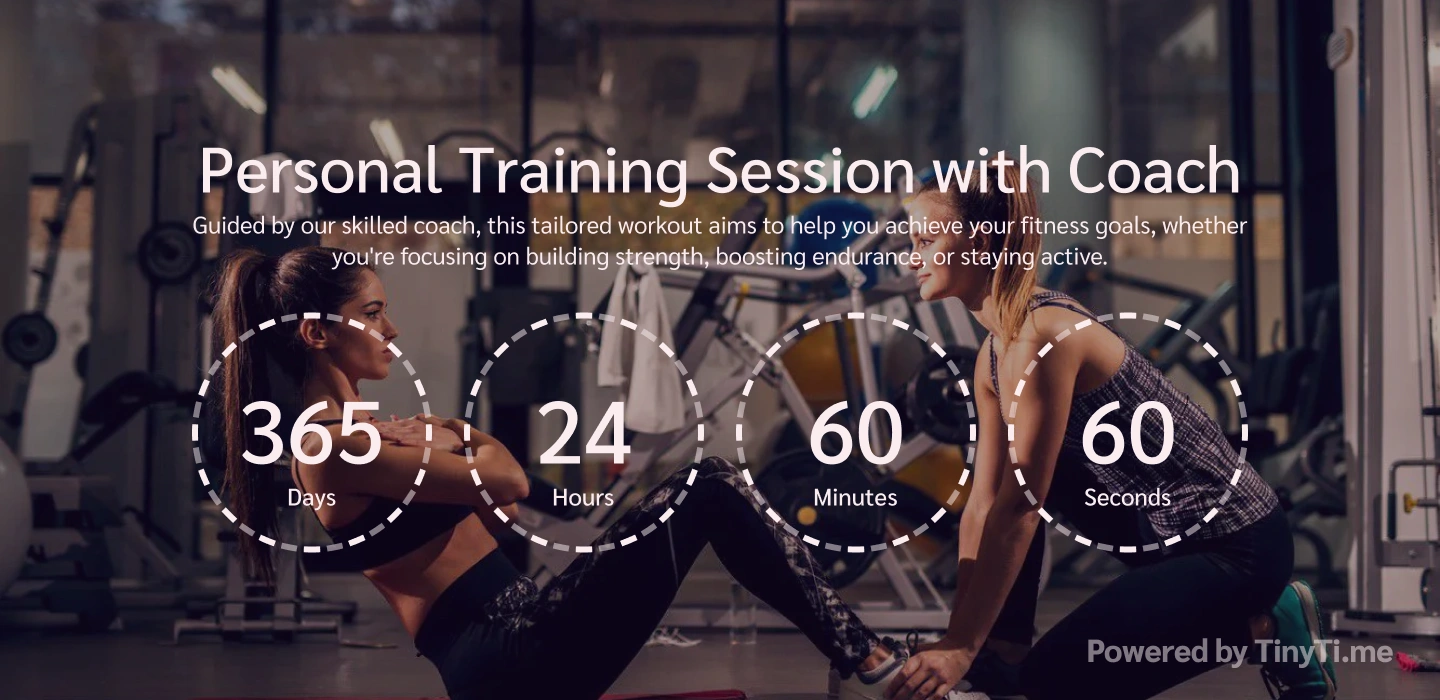 Personal Training Session with Coach
Guided by our skilled coach, this tailored workout aims to help you achieve your fitness goals, whether
you're focusing on building strength, boosting endurance, or staying active.
365 24 60 60
Days Hours Minutes Seconds
Powered by TinyTi.me